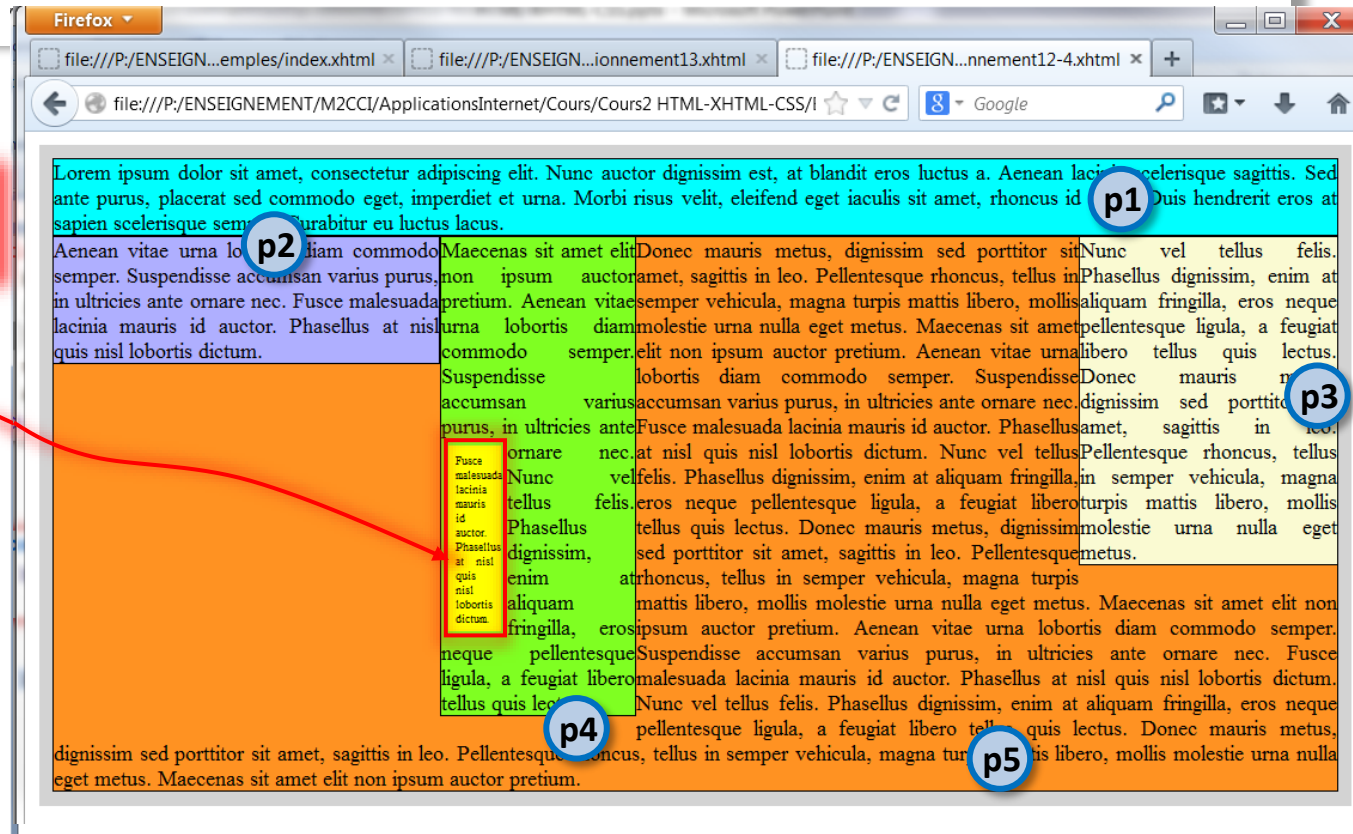 Firefox
file:///P:/ENSEIGN...emples/index.xhtml ×
file:///P:/ENSEIGN...ionnement13.xhtml ×
file:///P:/ENSEIGN...nnement12-4.xhtml ×
+
file:///P:/ENSEIGNEMENT/M2CCI/ApplicationsInternet/Cours/Cours2 HTML-XHTML-CSS/
8
Google
Lorem ipsum dolor sit amet, consectetur adipiscing elit. Nunc auctor dignissim est, at blandit eros luctus a. Aenean sagittis. Sed
ante purus, placerat sed commodo eget, imperdiet et urna. Morbi risus velit, eleifend eget iaculis sit amet, rhoncus id Duis hendrerit eros at
sapien scelerisque Curabitur eu luctus lacus.
p1
p2
Aenean vitae urna diam commodo
semper. Suspendisse accumsan varius purus,
in ultricies ante ornare nec. Fusce malesuada
lacinia mauris id auctor. Phasellus at nisl
quis nisl lobortis dictum.
Maecenas sit amet elit
non ipsum auctor
pretium. Aenean vitae
urna lobortis diam
commodo semper.
Suspendisse
accumsan varius
purus, in ultricies ante
ornare nec.
Nunc vel
tellus felis.
Phasellus
dignissim,
enim at
aliquam
fringilla, eros
neque pellentesque
ligula, a feugiat libero
tellus quis
p4
Fusce
malesuada
lacinia
mauris
id
auctor.
Phasellus
at nisl
quis
nisl
lobortis
dictum.
Donec mauris metus, dignissim sed porttitor sit
amet, sagittis in leo. Pellentesque rhoncus, tellus in
semper vehicula, magna turpis mattis libero, mollis
molestie urna nulla eget metus. Maecenas sit amet
elit non ipsum auctor pretium. Aenean vitae urna
lobortis diam commodo semper. Suspendisse
accumsan varius purus, in ultricies ante ornare nec.
Fusce malesuada lacinia mauris id auctor. Phasellus
at nisl quis nisl lobortis dictum. Nunc vel tellus
felis. Phasellus dignissim, enim at aliquam fringilla,
eros neque pellentesque ligula, a feugiat libero
tellus quis lectus. Donec mauris metus, dignissim
sed porttitor sit amet, sagittis in leo. Pellentesque
rhoncus, tellus in semper vehicula, magna turpis
mattis libero, mollis molestie urna nulla eget metus. Maecenas sit amet elit non
ipsum auctor pretium. Aenean vitae urna lobortis diam commodo semper.
Suspendisse accumsan varius purus, in ultricies ante ornare nec. Fusce
malesuada lacinia mauris id auctor. Phasellus at nisl quis nisl lobortis dictum.
Nunc vel tellus felis. Phasellus dignissim, enim at aliquam fringilla, eros neque
pellentesque ligula, a feugiat libero quis lectus. Donec mauris metus,
dignissim sed porttitor sit amet, sagittis in leo. tellus in semper vehicula, magna libero, mollis molestie urna nulla
eget metus. Maecenas sit amet elit non ipsum auctor pretium.
p5
Nunc vel tellus felis.
Phasellus dignissim, enim at
aliquam fringilla, eros neque
pellentesque ligula, a feugiat
libero tellus quis lectus.
Donec mauris
dignissim sed
amet, sagittis in
Pellentesque rhoncus, tellus
in semper vehicula, magna
turpis mattis libero, mollis
molestie urna nulla eget
metus.
p3